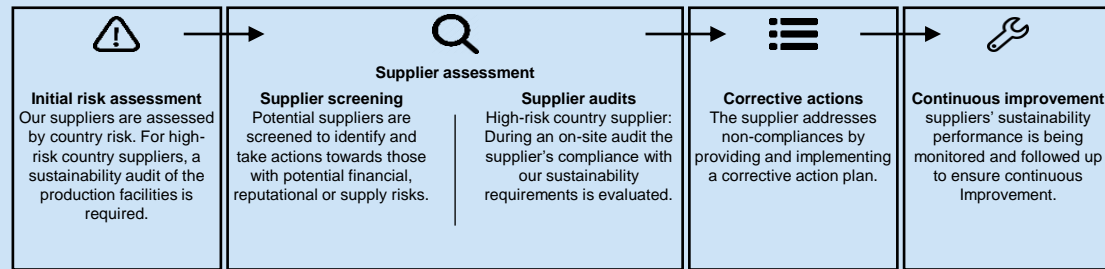 Supplier assessment
Initial risk assessment
Our suppliers are assessed
by country risk. For high-
risk country suppliers, a
sustainability audit of the
production facilities is
required.
Supplier screening
Potential suppliers are
screened to identify and
take actions towards those
with potential financial,
reputational or supply risks.
Supplier audits
High-risk country supplier:
During an on-site audit the
supplier’s compliance with
our sustainability
requirements is evaluated.
Corrective actions
The supplier addresses
non-compliances by
providing and implementing
a corrective action plan.
Continuous improvement
suppliers’ sustainability
performance is being
monitored and followed up
to ensure continuous
Improvement.